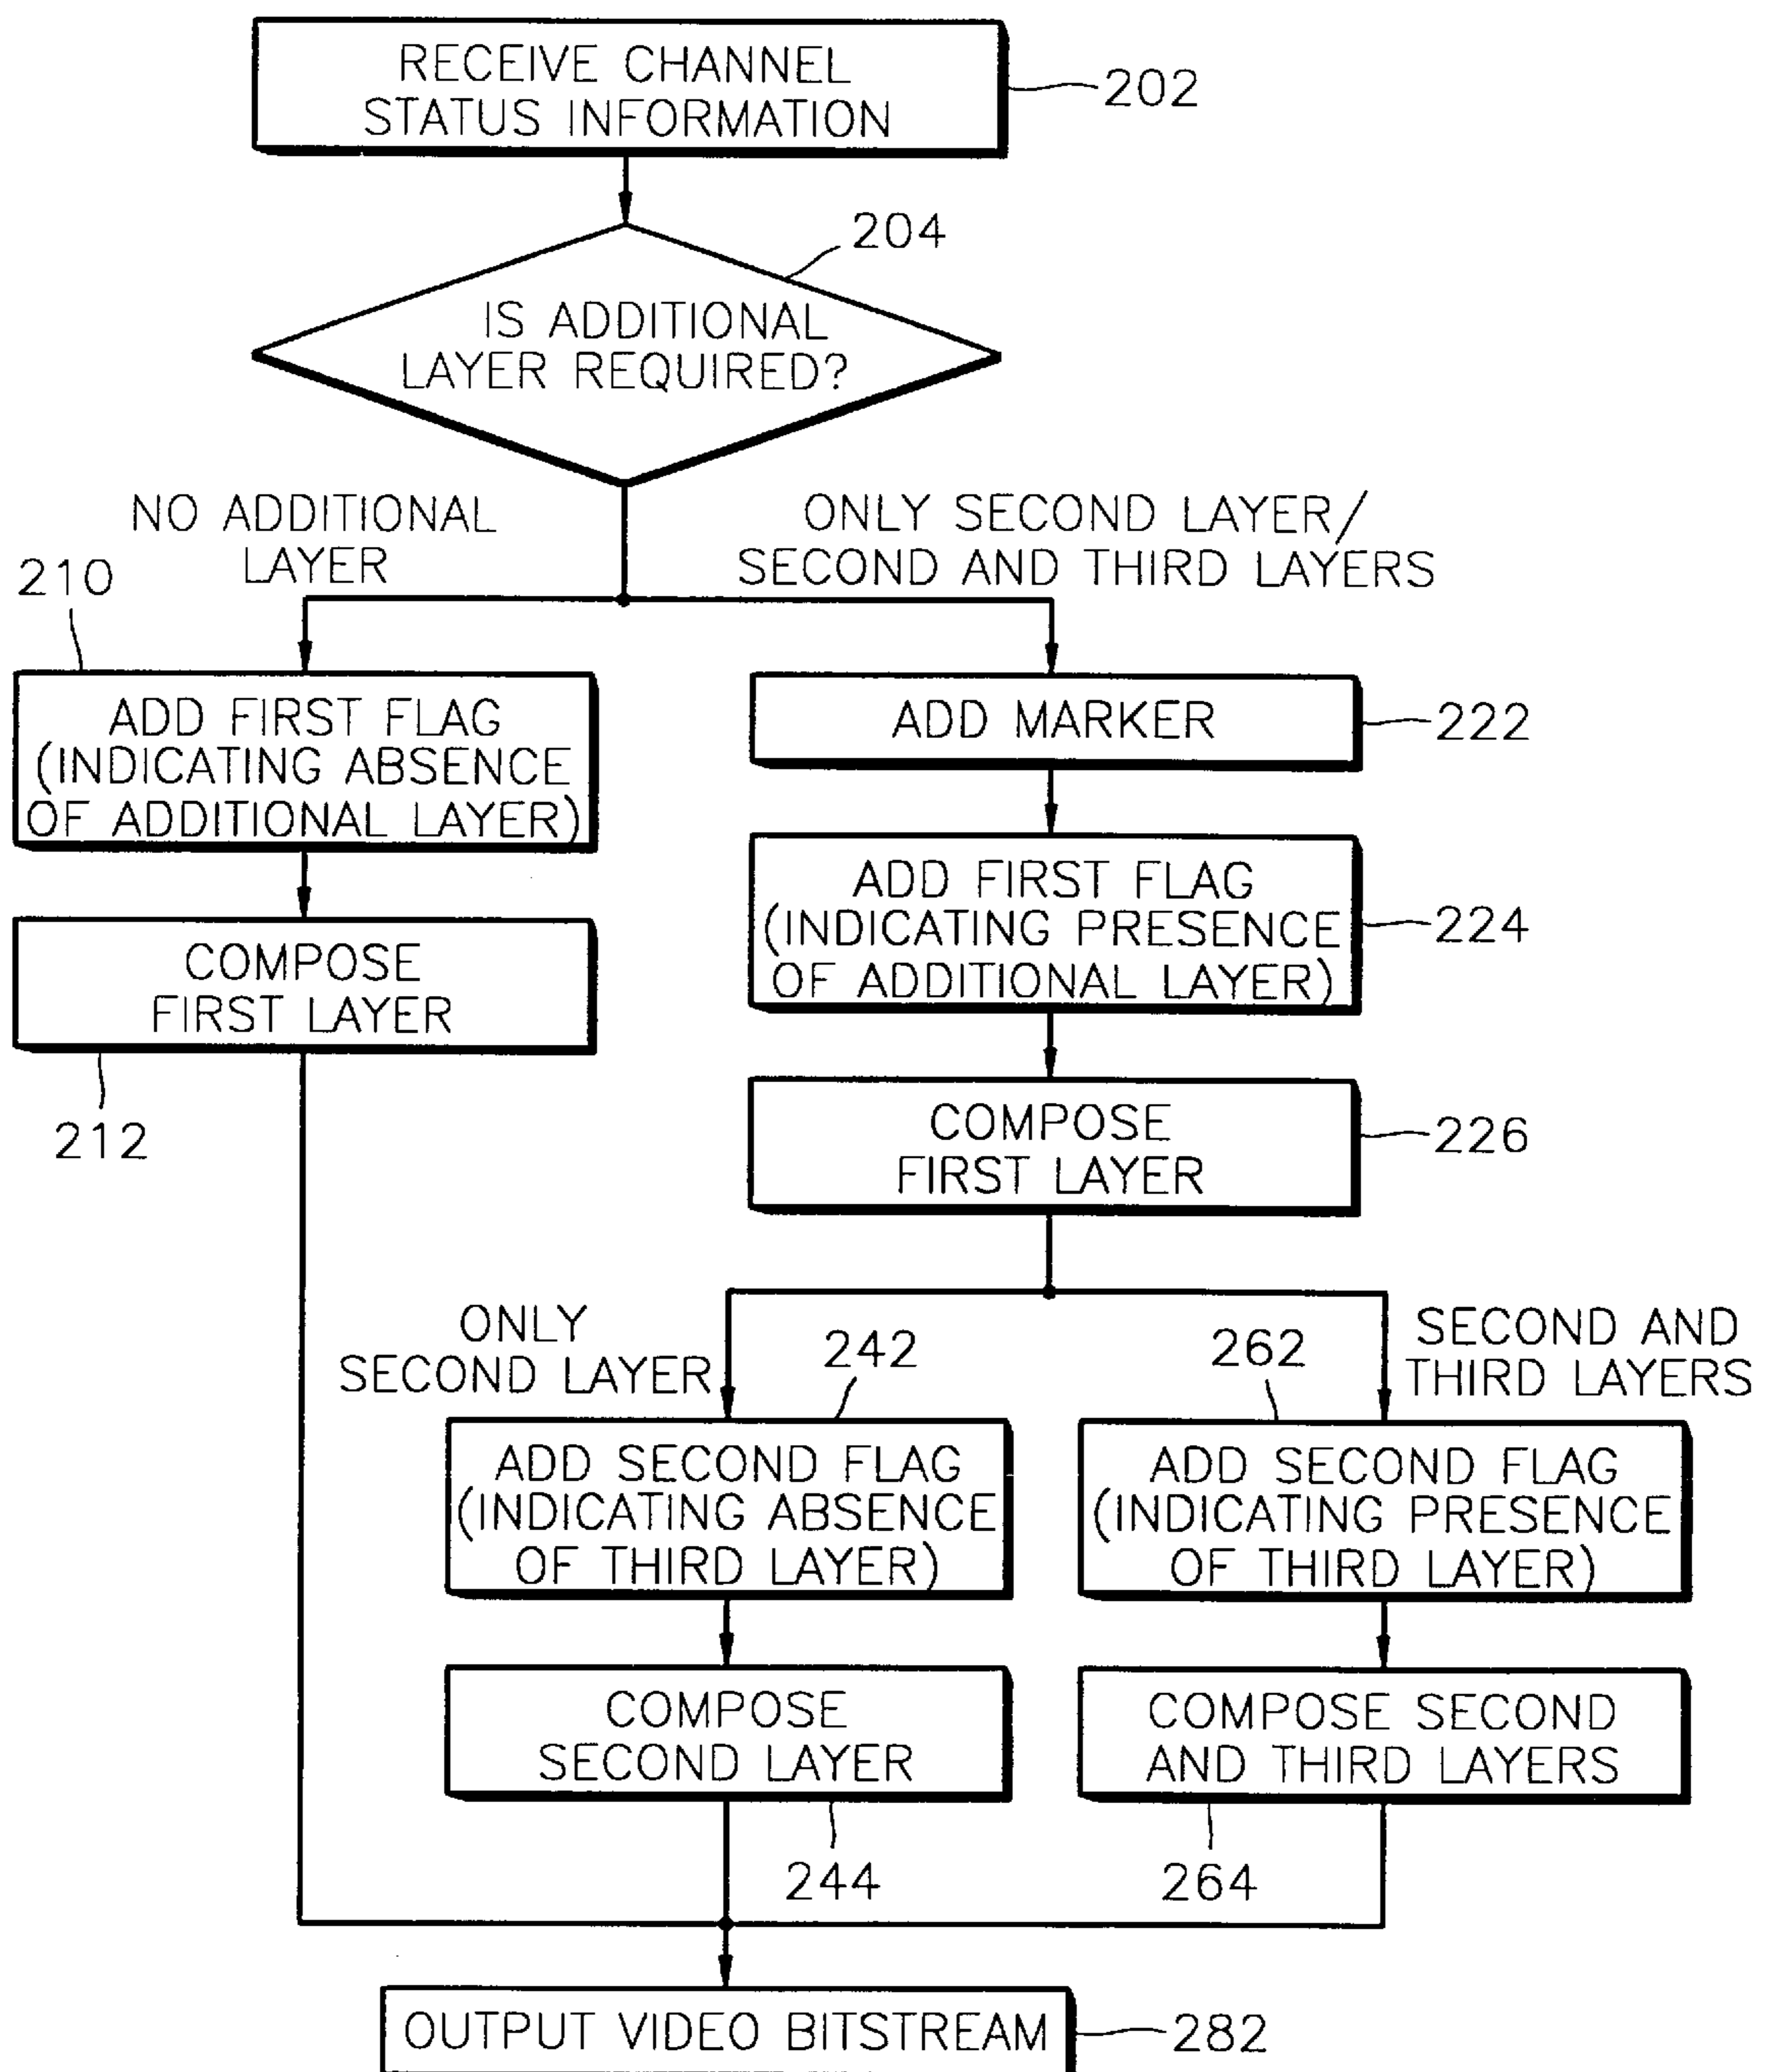 RECEIVE CHANNEL
STATUS INFORMATION
202
204
IS ADDITIONAL
LAYER REQUIRED?
NO ADDITIONAL
LAYER
ONLY SECOND LAYER/
SECOND AND THIRD LAYERS
210
ADD FIRST FLAG
(INDICATING ABSENCE
OF ADDITIONAL LAYER)
ADD MARKER
222
ADD FIRST FLAG
(INDICATING PRESENCE
OF ADDITIONAL LAYER)
224
COMPOSE
FIRST LAYER
212
COMPOSE
FIRST LAYER
226
ONLY
SECOND LAYER
242
262
SECOND AND
THIRD LAYERS
ADD SECOND FLAG
(INDICATING ABSENCE
OF THIRD LAYER)
ADD SECOND FLAG
(INDICATING PRESENCE
OF THIRD LAYER)
COMPOSE
SECOND LAYER
244
COMPOSE SECOND
AND THIRD LAYERS
264
OUTPUT VIDEO BITSTREAM
282